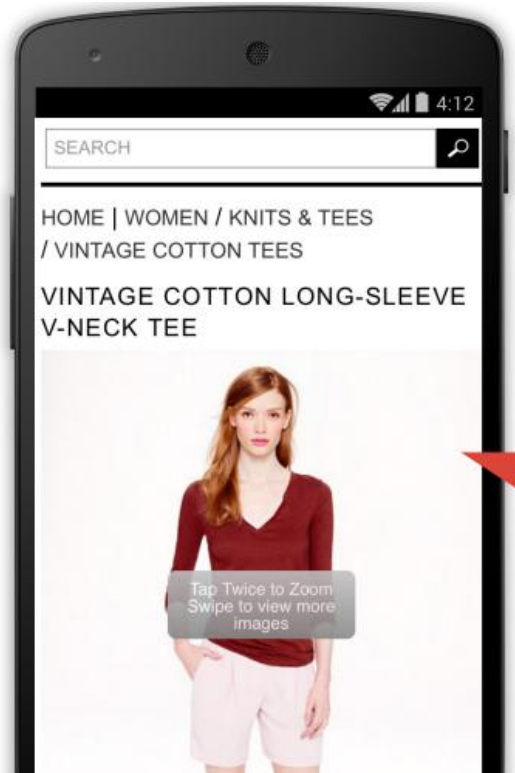 4:12
SEARCH
HOME | WOMEN / KNITS & TEES
/ VINTAGE COTTON TEES
VINTAGE COTTON LONG-SLEEVE
V-NECK TEE
Tap Twice to Zoom
Swipe to view more
images